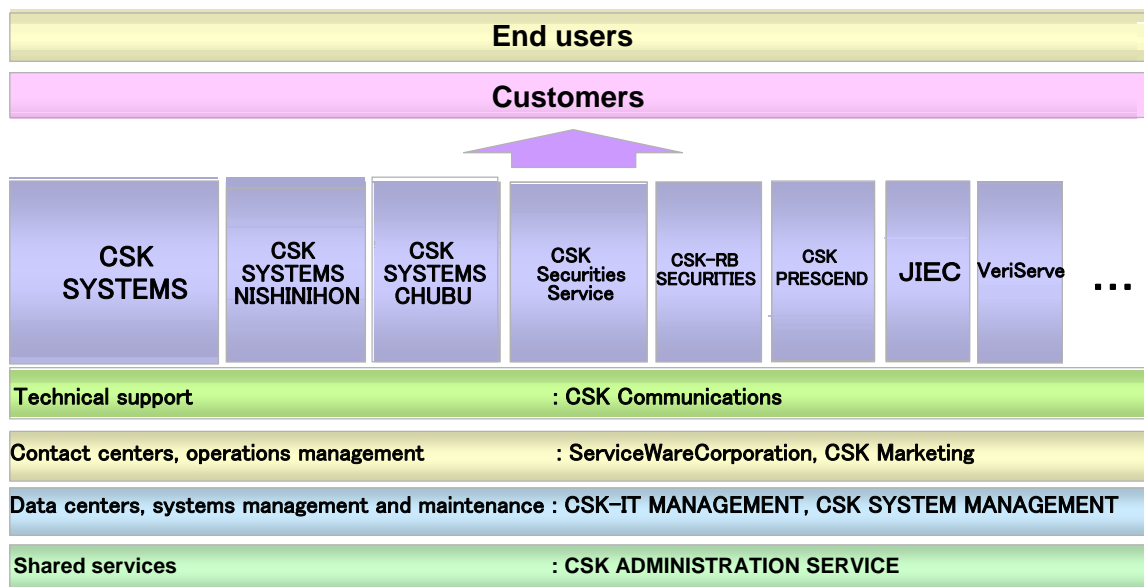 End users
Customers
CSK
SYSTEMS
CSK
SYSTEMS
NISHINIHON
CSK
SYSTEMS
CHUBU
CSK
Securities
Service
CSK-RB
SECURITIES
CSK
PRESCEND
JIEC
VeriServe
...
Technical support : CSK Communications
Contact centers, operations management : ServiceWareCorporation, CSK Marketing
Data centers, systems management and maintenance : CSK-IT MANAGEMENT, CSK SYSTEM MANAGEMENT
Shared services : CSK ADMINISTRATION SERVICE